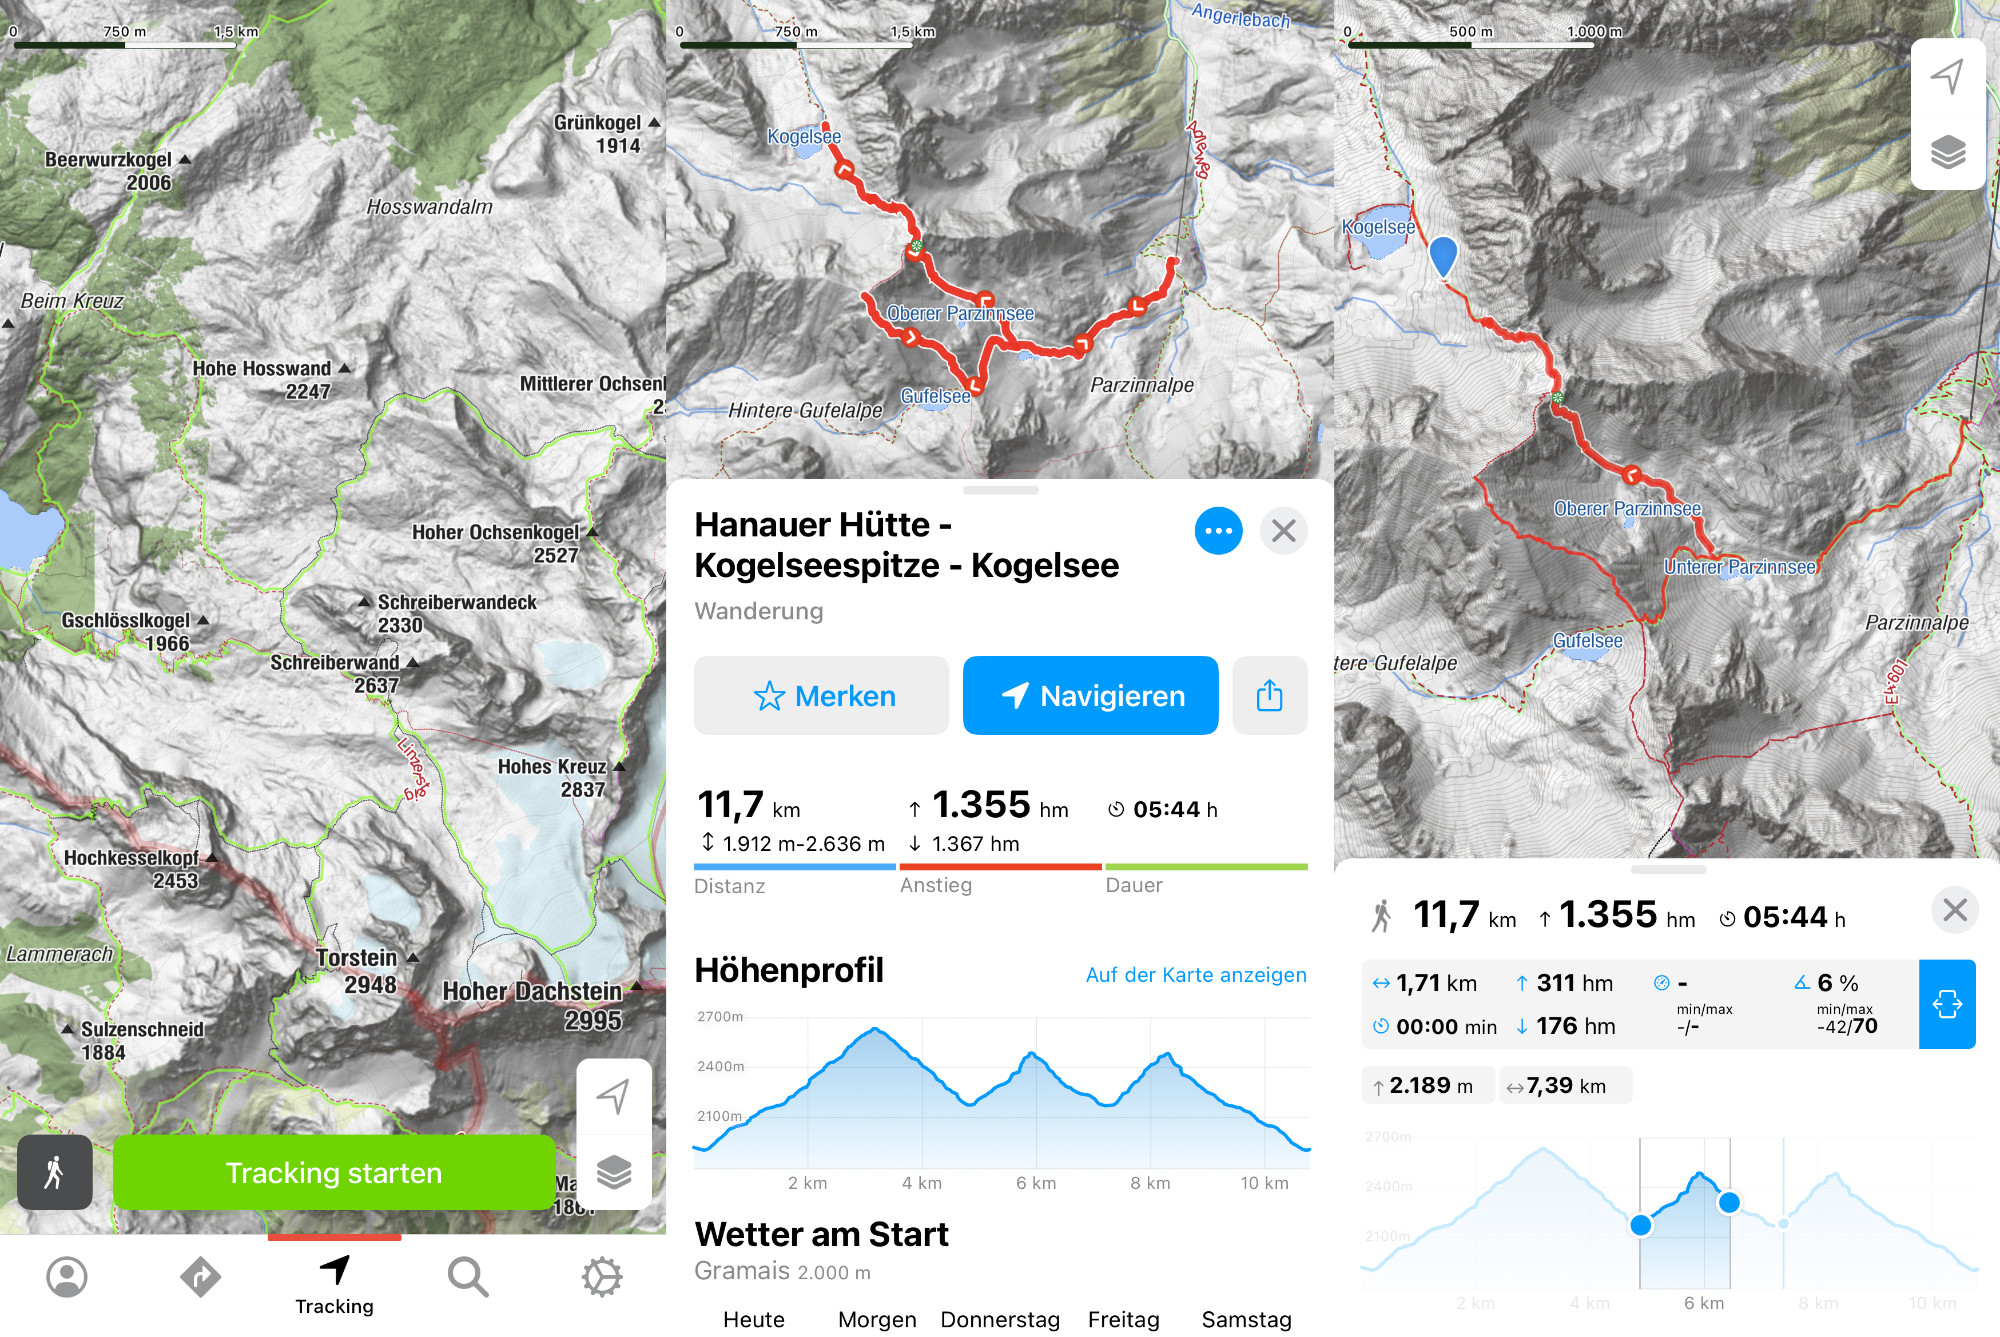 0 750 m 1,5 km
Grünkogel
1914
Beerwurzkogel
2006
Hosswandalm
Beim Kreuz
Hohe Hosswand
2247
Mittlerer Ochsenl
Hoher Ochsenkogel
2527
Schreiberwandeck
2330
Gschlösslkogel
1966
Schreiberwand
2637
Linzerstg
Hohes Kreuz
2837
Hochkesselkopf
2453
Lammerach
Torstein
2948
Hoher Dachstein
2995
Sulzenschneid
1884
Ma
Tracking starten
Tracking
0 750 m 1,5 km
Angerlebach
Kogelsee
Adlerweg
Oberer Parzinnsee
Parzinnalpe
Gufelsee
Hintere-Gufelalpe
Hanauer Hütte -
Kogelseespitze - Kogelsee
Wanderung
Merken
Navigieren
11,7 km ↑ 1.355 hm 05:44 h
↕ 1.912 m-2.636 m ↓ 1.367 hm
Distanz Anstieg Dauer
Höhenprofil
Auf der Karte anzeigen
2700m
2400m
2100m
2 km 4 km 6 km 8 km 10 km
Wetter am Start
Gramais 2.000 m
Heute Morgen Donnerstag Freitag Samstag
0 500 m 1.000 m
Kogelsee
Oberer Parzinnsee
Unterer Parzinnsee
Parzinnalpe
Gufelsee
tere Gufelalpe
E4;601
11,7 km ↑ 1.355 hm 05:44 h
↔ 1,71 km ↑ 311 hm - 6 %
min/max min/max
00:00 min ↓ 176 hm -/- -42/70
↑ 2.189 m ↔ 7,39 km
2700m
2400m
2100m
2 km 4 km 6 km 8 km 10 km